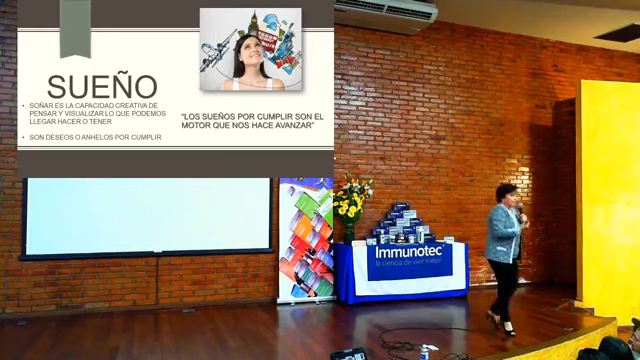 SUEÑO
• SOÑAR ES LA CAPACIDAD CREATIVA DE
PENSAR Y VISUALIZAR LO QUE PODEMOS
LLEGAR HACER O TENER
• SON DESEOS O ANHELOS POR CUMPLIR
"LOS SUEÑOS POR CUMPLIR SON EL
MOTOR QUE NOS HACE AVANZAR"
Immunotec
la ciencia de vivir mejor